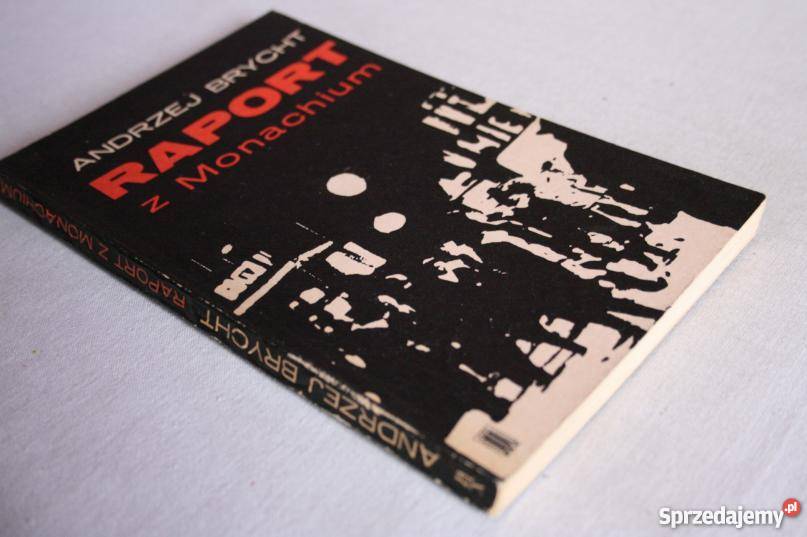 ANDRZEJ BRYCHT
RAPORT
z Monachium
ANDRZEJ BRYCHT RAPORT Z MONACHIUM
Sprzedajemy.pl